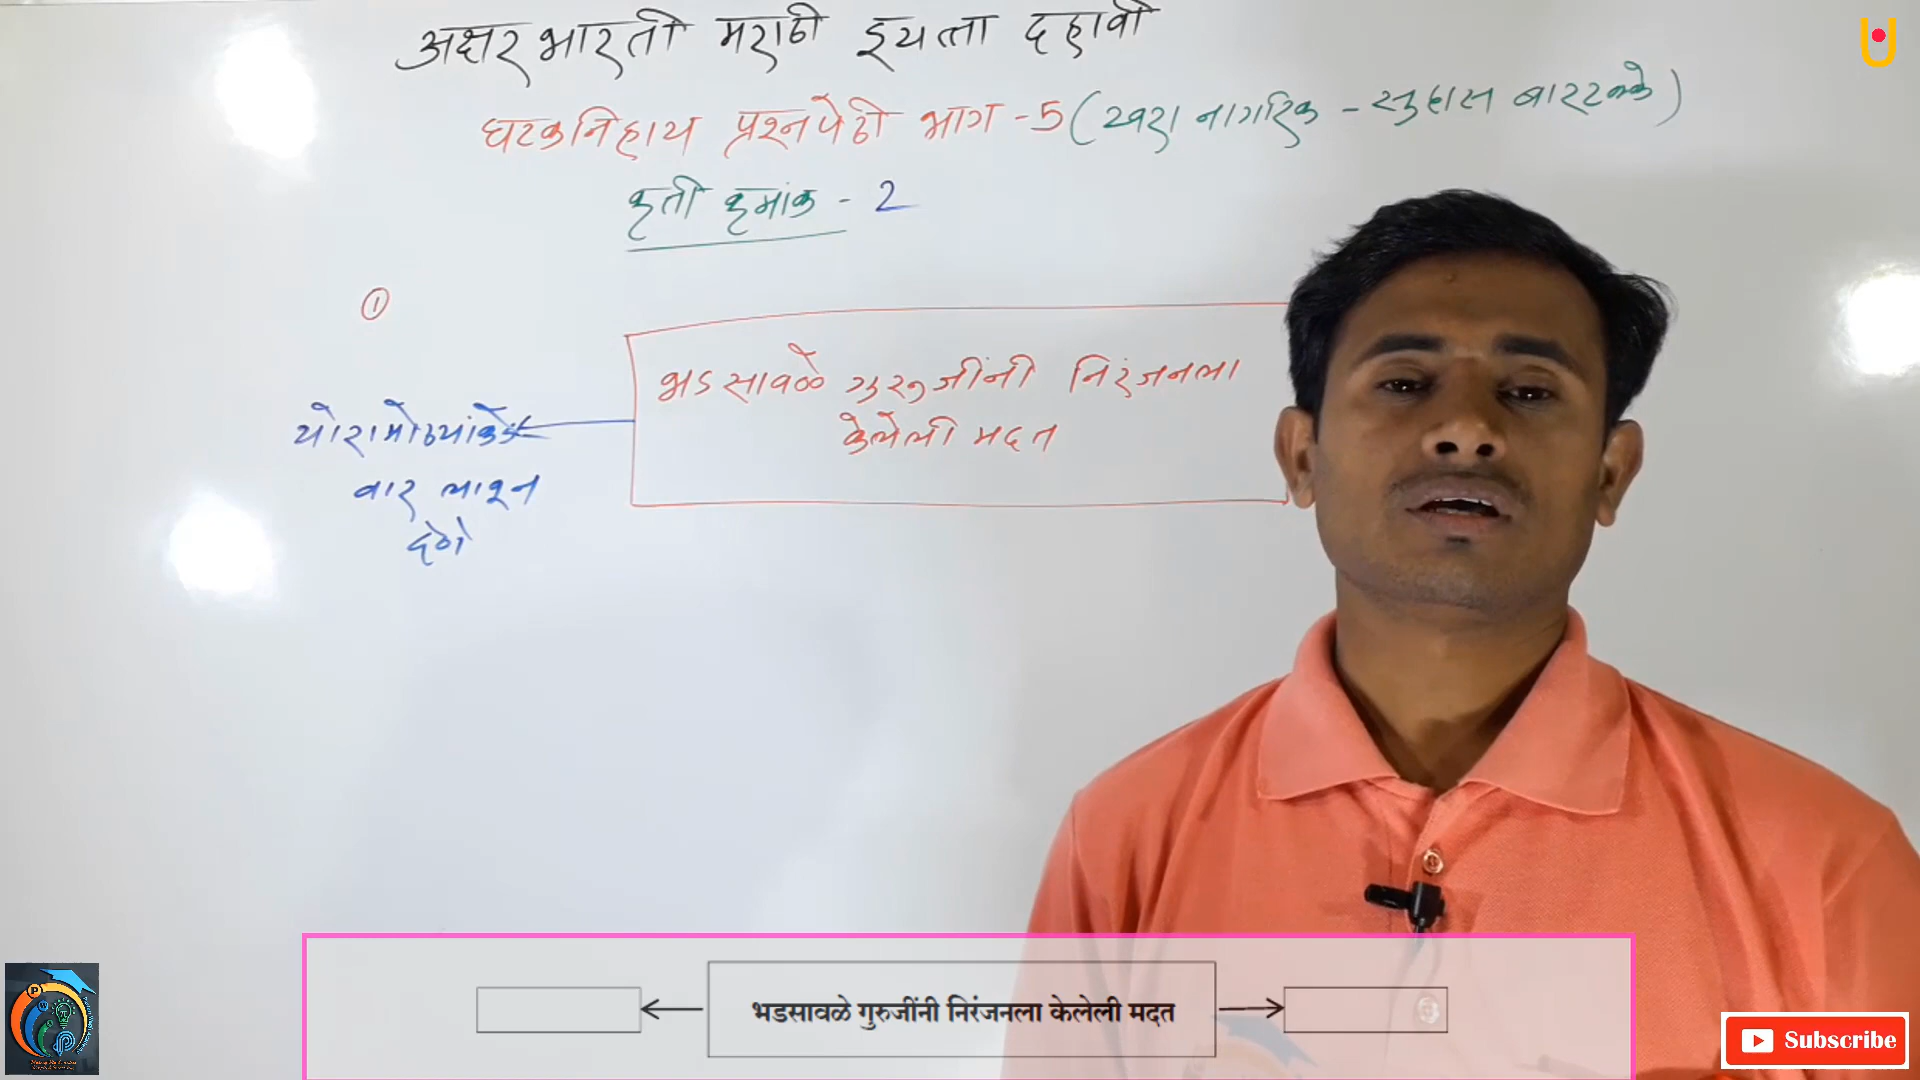 अक्षरभारती मराठी इयत्ता दहावी
घटकनिहाय प्रश्नपेढी भाग -5 (खरा नागरिक - सुहास बारटक्के)
कृती क्रमांक - 2
1
भडसावळे गुरुजींनी निरंजनला
केलेली मदत
थोरामोठ्यांकडे
वार लावून
देणे
भडसावळे गुरुजींनी निरंजनला केलेली मदत
Subscribe